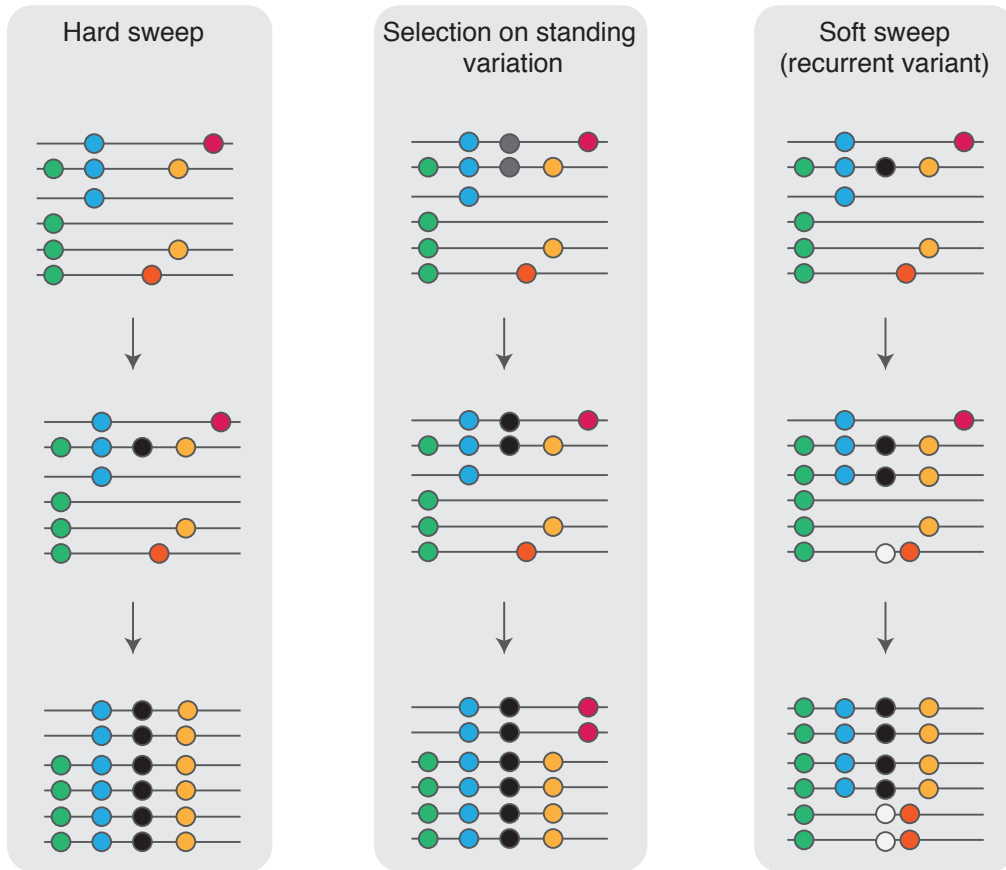 Hard sweep
Selection on standing
variation
Soft sweep
(recurrent variant)